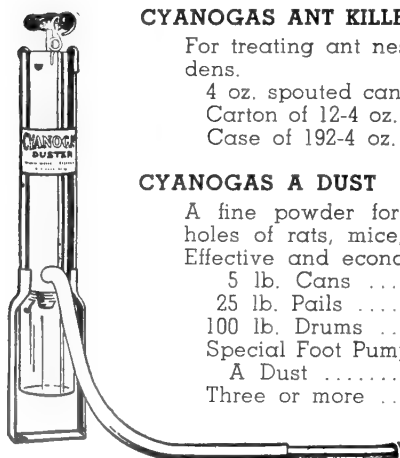 CYANOGAS ANT KILLE
For treating ant nes
dens.
4 oz. spouted can
Carton of 12-4 oz.
Case of 192-4 oz.
CYANOGAS A DUST
A fine powder for
holes of rats, mice,
Effective and econo
5 lb. Cans ...
25 lb. Pails .....
100 lb. Drums ...
Special Foot Pump
A Dust ........
Three or more ...
CYANOGAS
DUSTER